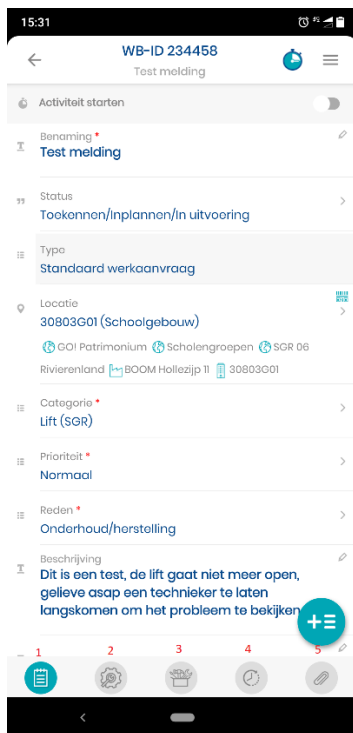 15:31
WB-ID 234458
Test melding
Activiteit starten
Benaming *
Test melding
Status
Toekennen/Inplannen/In uitvoering
Type
Standaard werkaanvraag
Locatie
30803G01 (Schoolgebouw)
GO! Patrimonium Scholengroepen SGR 06
Rivierenland BOOM Hollezijp 11 30803G01
Categorie *
Lift (SGR)
Prioriteit *
Normaal
Reden *
Onderhoud/herstelling
Beschrijving
Dit is een test, de lift gaat niet meer open,
gelieve asap een technieker te laten
langskomen om het probleem te bekijken
1 2 3 4 5